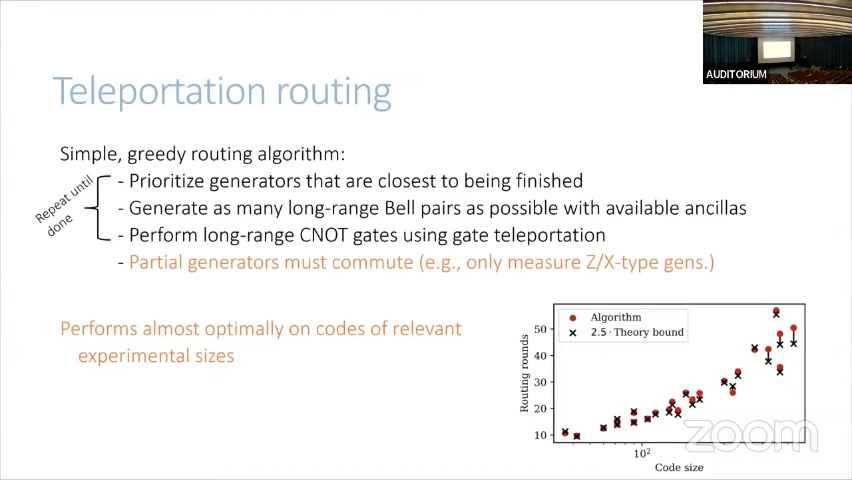 AUDITORIUM
Teleportation routing
Simple, greedy routing algorithm:
Repeat until
done
- Prioritize generators that are closest to being finished
- Generate as many long-range Bell pairs as possible with available ancillas
- Perform long-range CNOT gates using gate teleportation
- Partial generators must commute (e.g., only measure Z/X-type gens.)
Performs almost optimally on codes of relevant
experimental sizes
Algorithm
2.5 · Theory bound
Routing rounds
50
40
30
20
10
10²
Code size
zoom